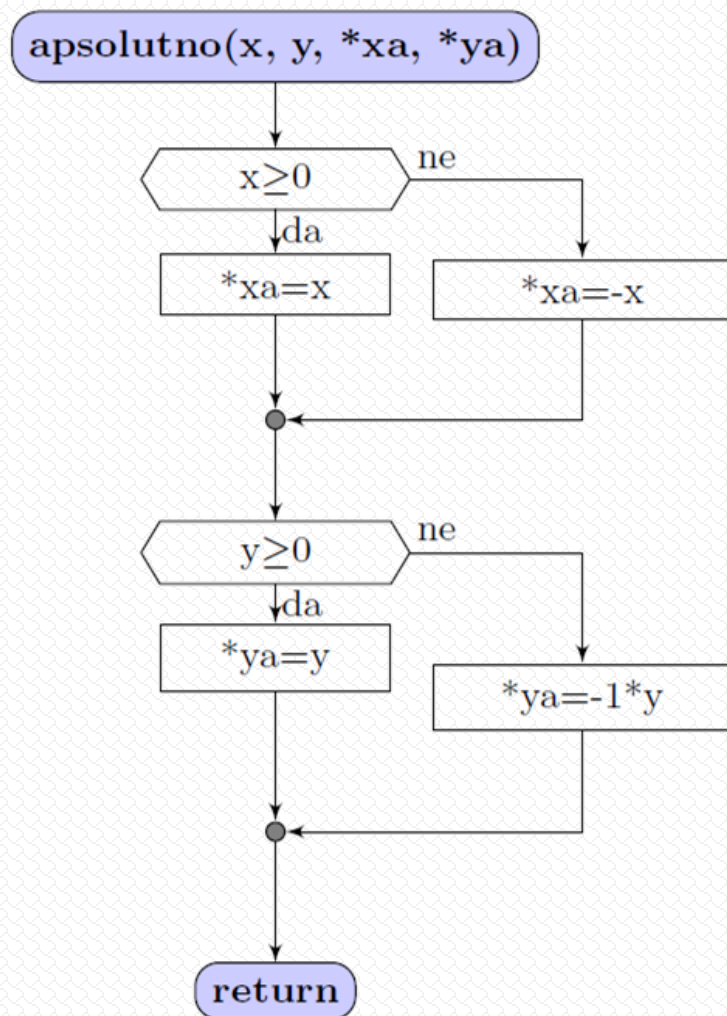 apsolutno(x, y, *xa, *ya)
x≥0
ne
da
*xa=x
*xa=-x
y≥0
ne
da
*ya=y
*ya=-1*y
return